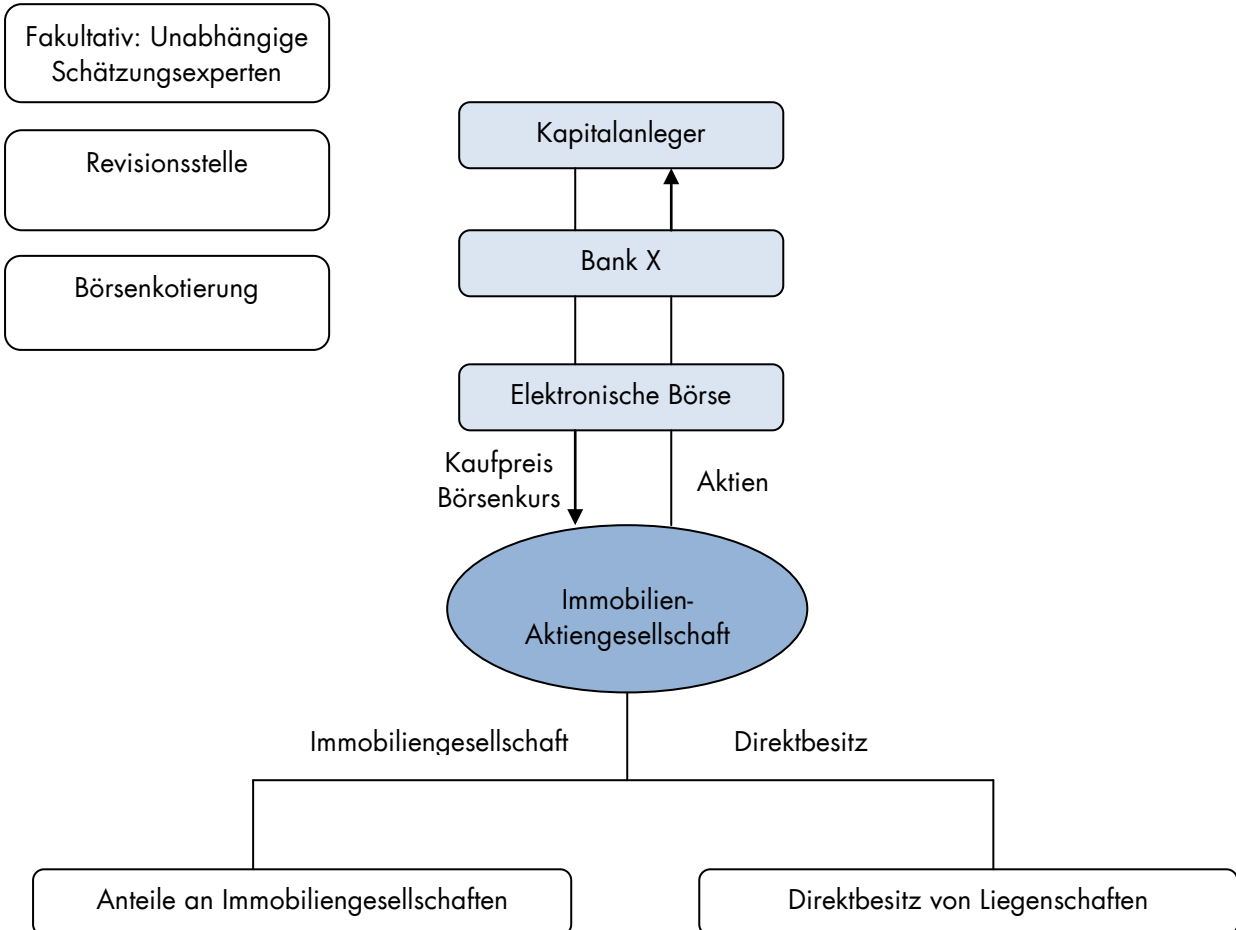 Fakultativ: Unabhängige
Schätzungsexperten
Revisionsstelle
Börsenkotierung
Kapitalanleger
Bank X
Elektronische Börse
Kaufpreis
Börsenkurs
Aktien
Immobilien-
Aktiengesellschaft
Immobiliengesellschaft
Direktbesitz
Anteile an Immobiliengesellschaften
Direktbesitz von Liegenschaften